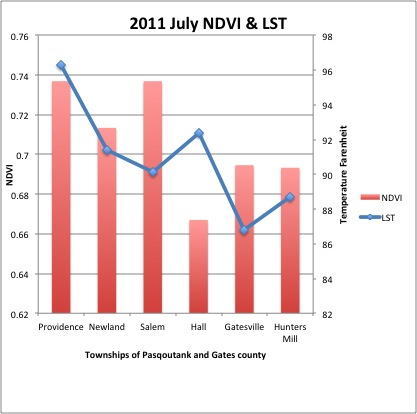 2011 July NDVI & LST
0.76
0.74
0.72
0.7
0.68
0.66
0.64
0.62
NDVI
98
96
94
92
90
88
86
84
82
Temperature Farenheit
Providence Newland Salem Hall Gatesville Hunters
Mill
Townships of Pasqoutank and Gates county
NDVI
LST